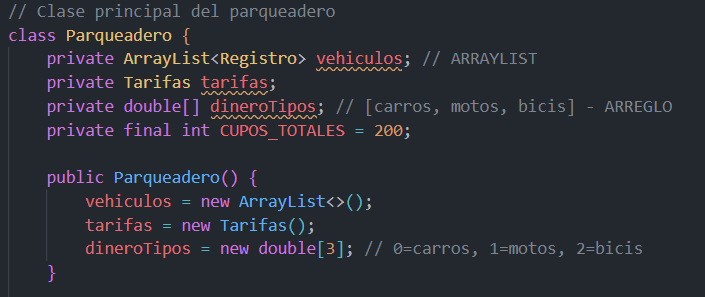 // Clase principal del parqueadero
class Parqueadero {
    private ArrayList<Registro> vehiculos; // ARRAYLIST
    private Tarifas tarifas;
    private double[] dineroTipos; // [carros, motos, bicis] - ARREGLO
    private final int CUPOS_TOTALES = 200;

    public Parqueadero() {
        vehiculos = new ArrayList<>();
        tarifas = new Tarifas();
        dineroTipos = new double[3]; // 0=carros, 1=motos, 2=bicis
    }